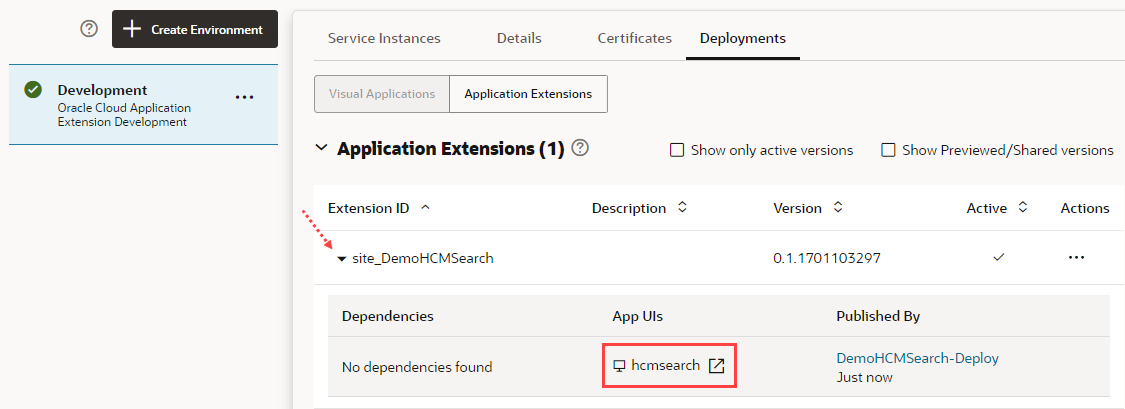 Create Environment
Development
Oracle Cloud Application
Extension Development
Service Instances Details Certificates Deployments
Visual Applications Application Extensions
Application Extensions (1) Show only active versions Show Previewed/Shared versions
Extension ID Description Version Active Actions
site_DemoHCMSearch 0.1.1701103297
Dependencies App UIs Published By
No dependencies found hcmsearch DemoHCMSearch-Deploy
Just now